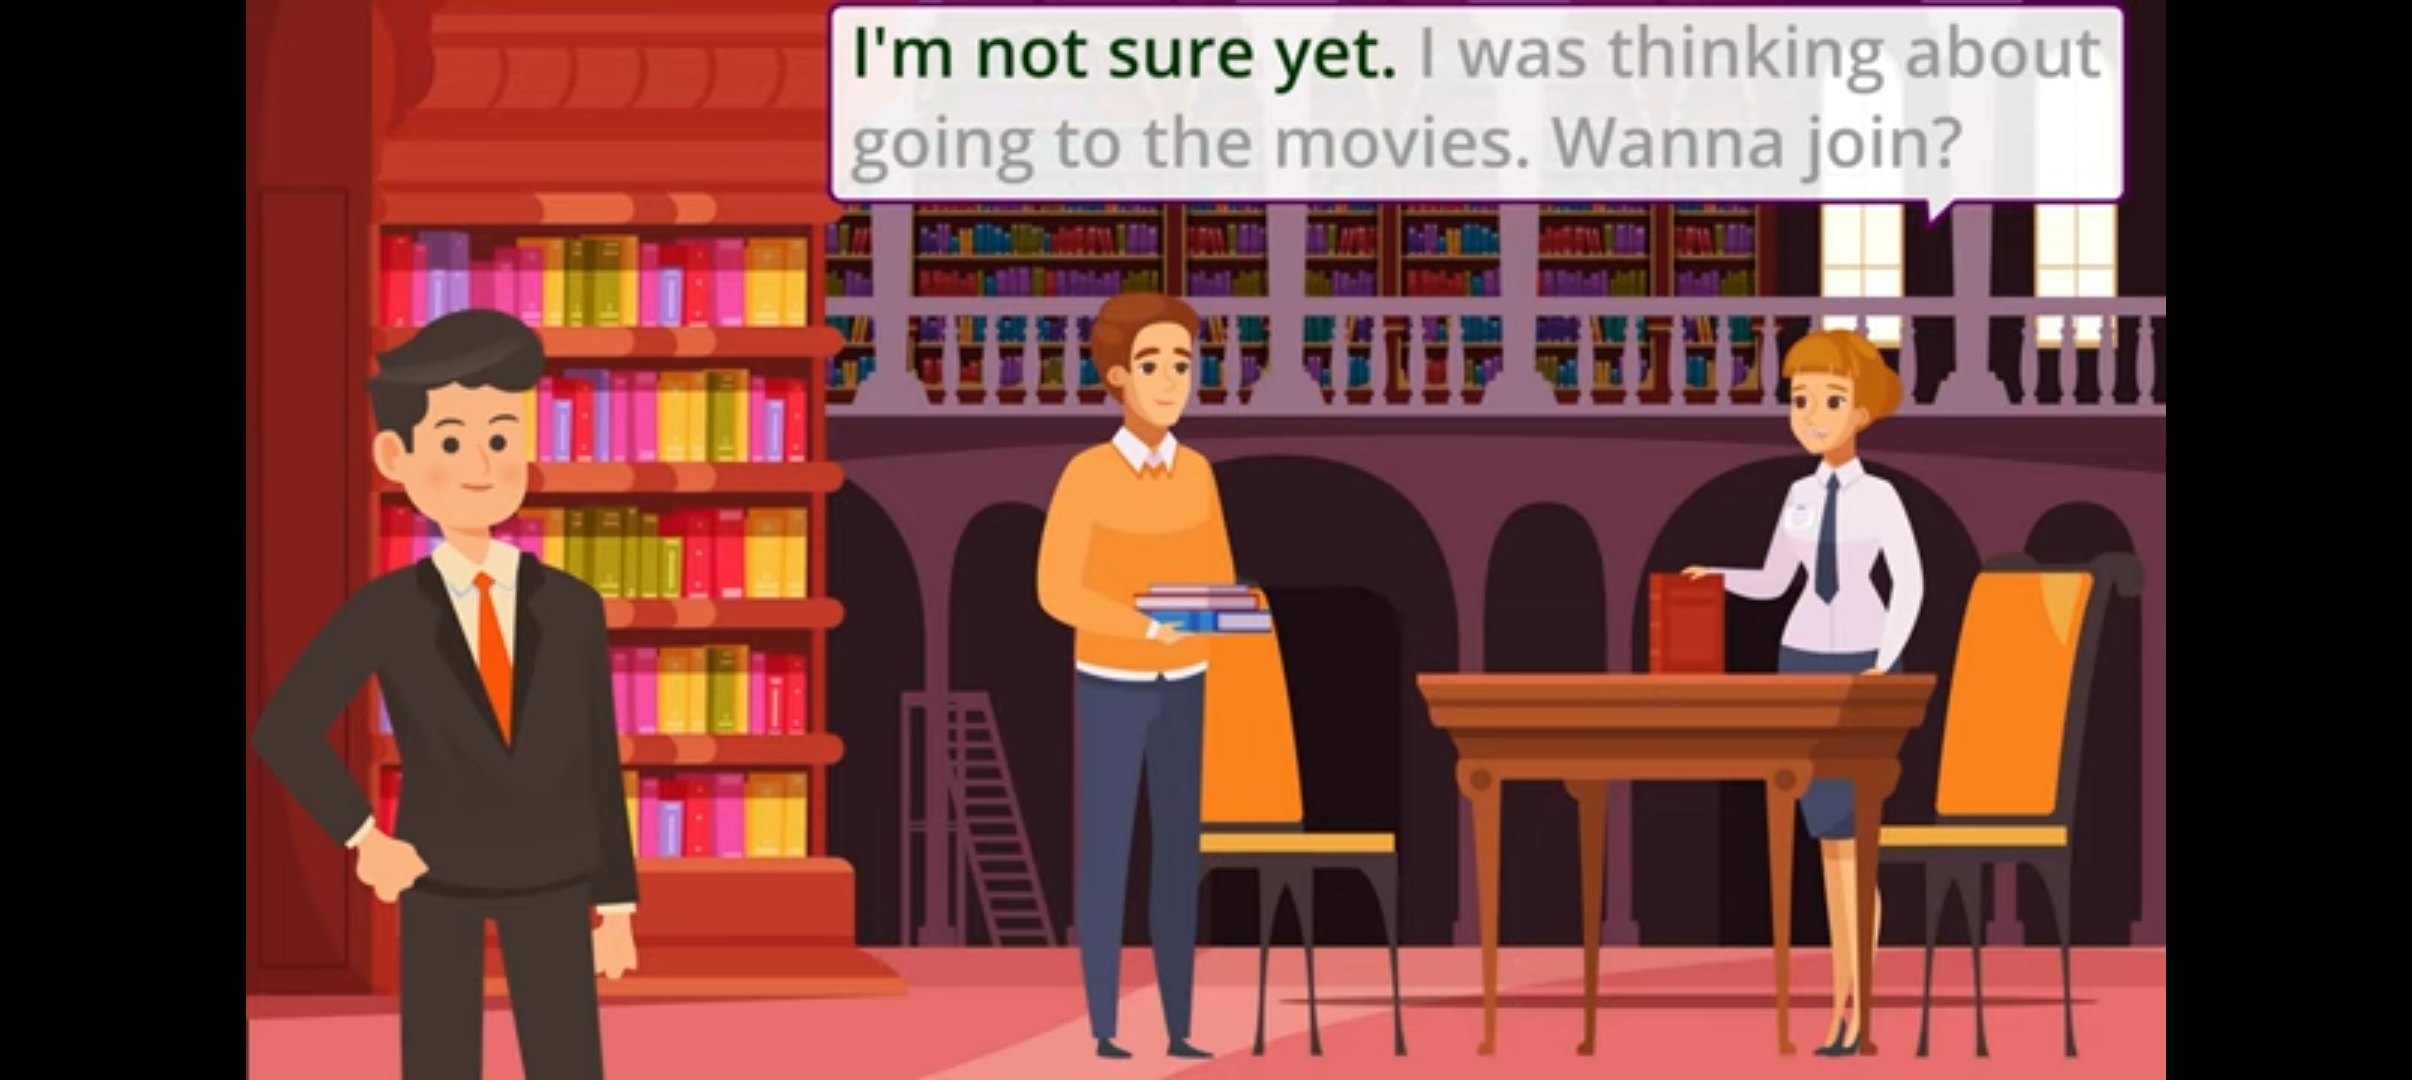 I'm not sure yet. I was thinking about
going to the movies. Wanna join?